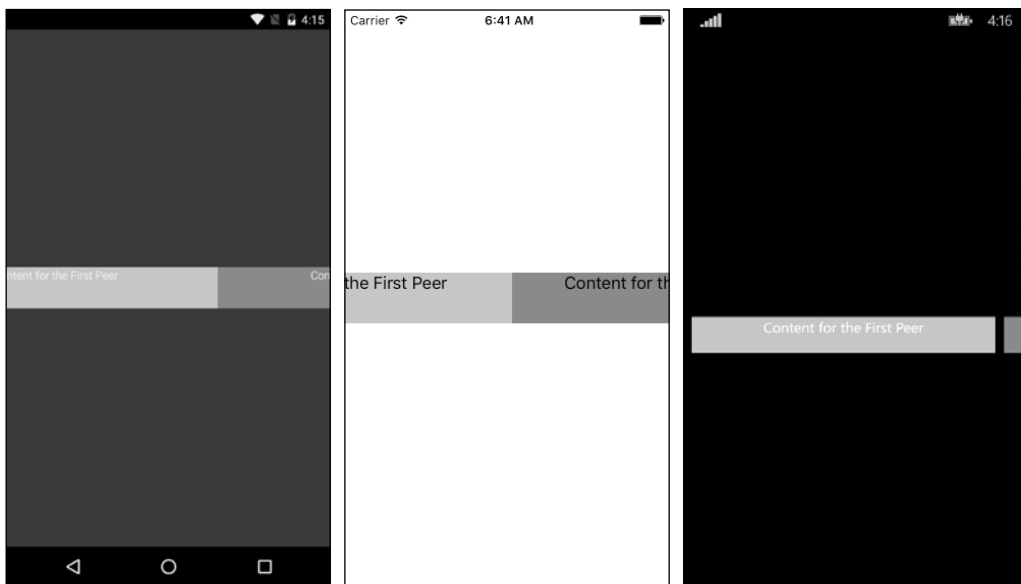 4:15
ntent for the First Peer
Con
Carrier
6:41 AM
the First Peer
Content for th
4:16
Content for the First Peer